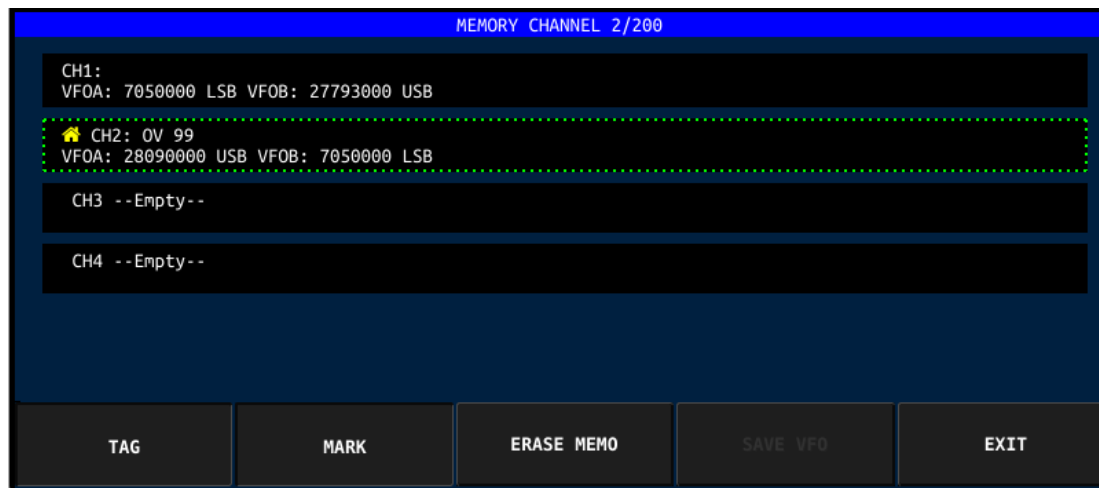 MEMORY CHANNEL 2/200
CH1:
VFOA: 7050000 LSB VFOB: 27793000 USB
CH2: OV 99
VFOA: 28090000 USB VFOB: 7050000 LSB
CH3 --Empty--
CH4 --Empty--
TAG MARK ERASE MEMO SAVE VFO EXIT